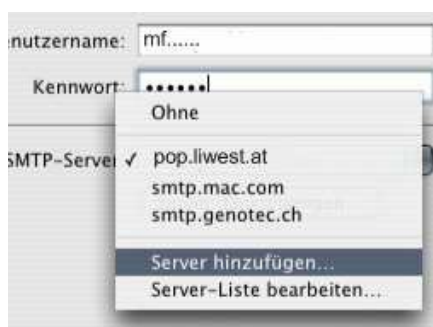 enutzername: mf......
Kennwort: ••••••
Ohne
SMTP-Server ✓ pop.liwest.at
smtp.mac.com
smtp.genotec.ch
Server hinzufügen...
Server-Liste bearbeiten...